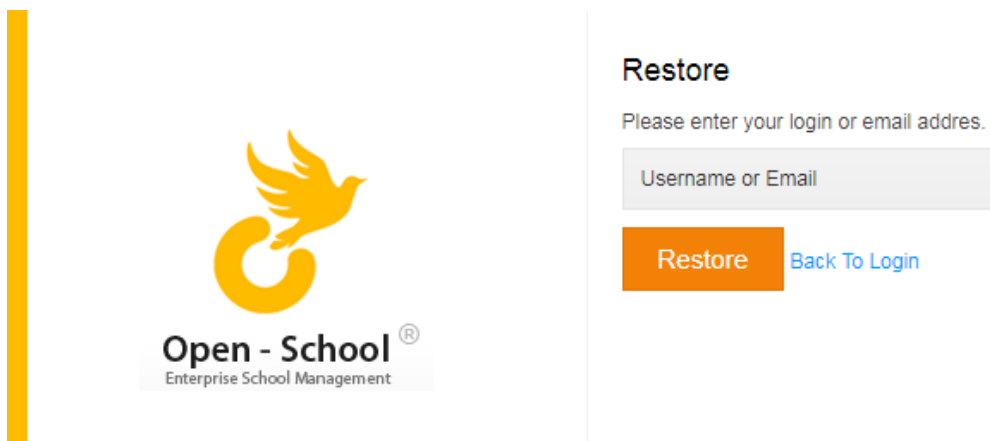 Restore
Please enter your login or email addres.
Username or Email
Restore
Back To Login
Open - School ®
Enterprise School Management